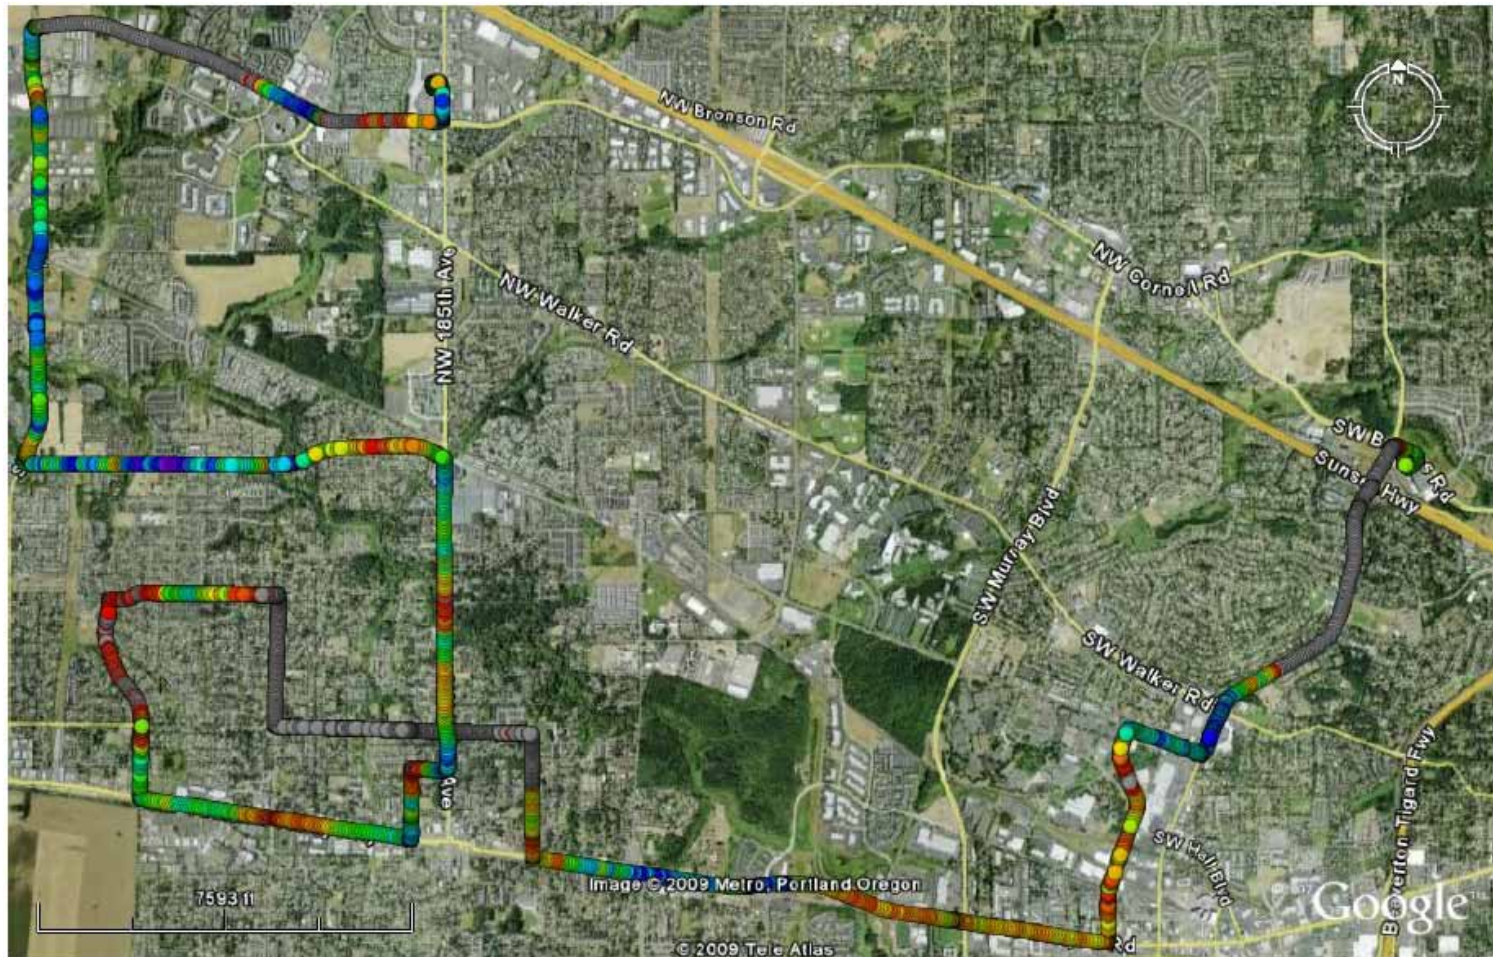 N
NW Bronson Rd
NW Cornell Rd
NW 185th Ave
NW Walker Rd
Sunset Hwy
SW Murray Blvd
SW Walker Rd
Ave
SW Hall Blvd
Beaverton Tigard Fwy
7593 ft
Image © 2009 Metro, Portland Oregon
Google
© 2009 Tele Atlas
Rd